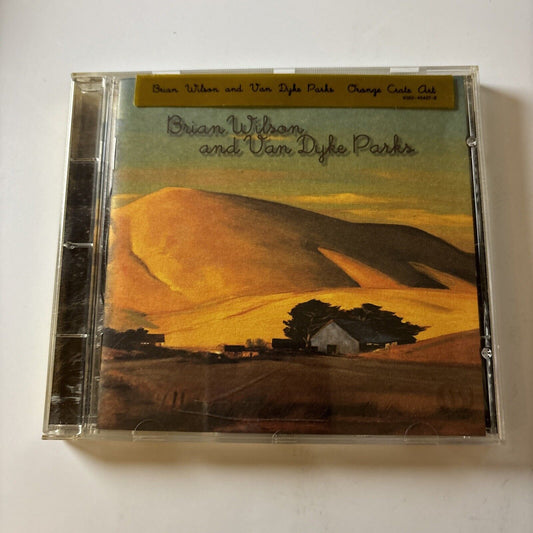 Brian Wilson and Van Dyke Parks Orange Crate Art
Brian Wilson
and Van Dyke Parks